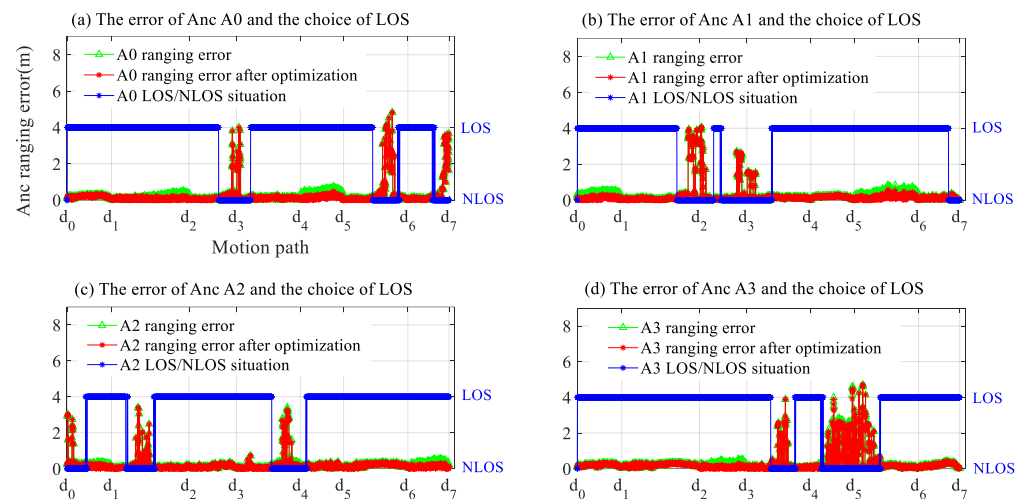 (a) The error of Anc A0 and the choice of LOS
Anc ranging error(m)
8
6
4
2
0
A0 ranging error
A0 ranging error after optimization
A0 LOS/NLOS situation
LOS
NLOS
d0 d1 d2 d3 d4 d5 d6 d7
Motion path
(b) The error of Anc A1 and the choice of LOS
8
6
4
2
0
A1 ranging error
A1 ranging error after optimization
A1 LOS/NLOS situation
LOS
NLOS
d0 d1 d2 d3 d4 d5 d6 d7
(c) The error of Anc A2 and the choice of LOS
8
6
4
2
0
A2 ranging error
A2 ranging error after optimization
A2 LOS/NLOS situation
LOS
NLOS
d0 d1 d2 d3 d4 d5 d6 d7
(d) The error of Anc A3 and the choice of LOS
8
6
4
2
0
A3 ranging error
A3 ranging error after optimization
A3 LOS/NLOS situation
LOS
NLOS
d0 d1 d2 d3 d4 d5 d6 d7